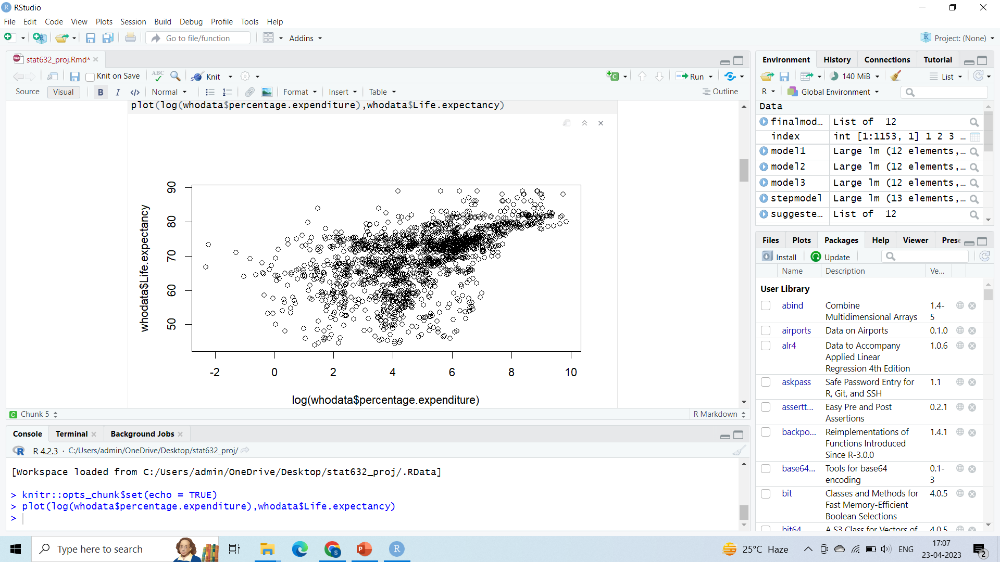 RStudio
File Edit Code View Plots Session Build Debug Profile Tools Help
Go to file/function Addins Project: (None)
stat632_proj.Rmd*
Knit on Save ABC Knit Run
Source Visual B I </> Normal Format Insert Table Outline
plot(log(whodata$percentage.expenditure),whodata$Life.expectancy)
90
80
70
60
50
whodata$Life.expectancy
-2 0 2 4 6 8 10
log(whodata$percentage.expenditure)
Chunk 5 R Markdown
Console Terminal Background Jobs
R 4.2.3 · C:/Users/admin/OneDrive/Desktop/stat632_proj/
[Workspace loaded from C:/Users/admin/OneDrive/Desktop/stat632_proj/.RData]
> knitr::opts_chunk$set(echo = TRUE)
> plot(log(whodata$percentage.expenditure),whodata$Life.expectancy)
>
Environment History Connections Tutorial
140 MiB List
R Global Environment
Data
finalmod… List of 12
index int [1:1153, 1] 1 2 3 …
model1 Large lm (12 elements,…
model2 Large lm (12 elements,…
model3 Large lm (12 elements,…
stepmodel Large lm (13 elements,…
suggeste… List of 12
Files Plots Packages Help Viewer Prese
Install Update
Name Description Ve...
User Library
abind Combine Multidimensional Arrays 1.4-5
airports Data on Airports 0.1.0
alr4 Data to Accompany Applied Linear Regression 4th Edition 1.0.6
askpass Safe Password Entry for R, Git, and SSH 1.1
assertt... Easy Pre and Post Assertions 0.2.1
backpo... Reimplementations of Functions Introduced Since R-3.0.0 1.4.1
base64... Tools for base64 encoding 0.1-3
bit Classes and Methods for Fast Memory-Efficient Boolean Selections 4.0.5
bit64 A S3 Class for Vectors of 4.0.5
Type here to search
25°C Haze ENG
17:07
23-04-2023
2